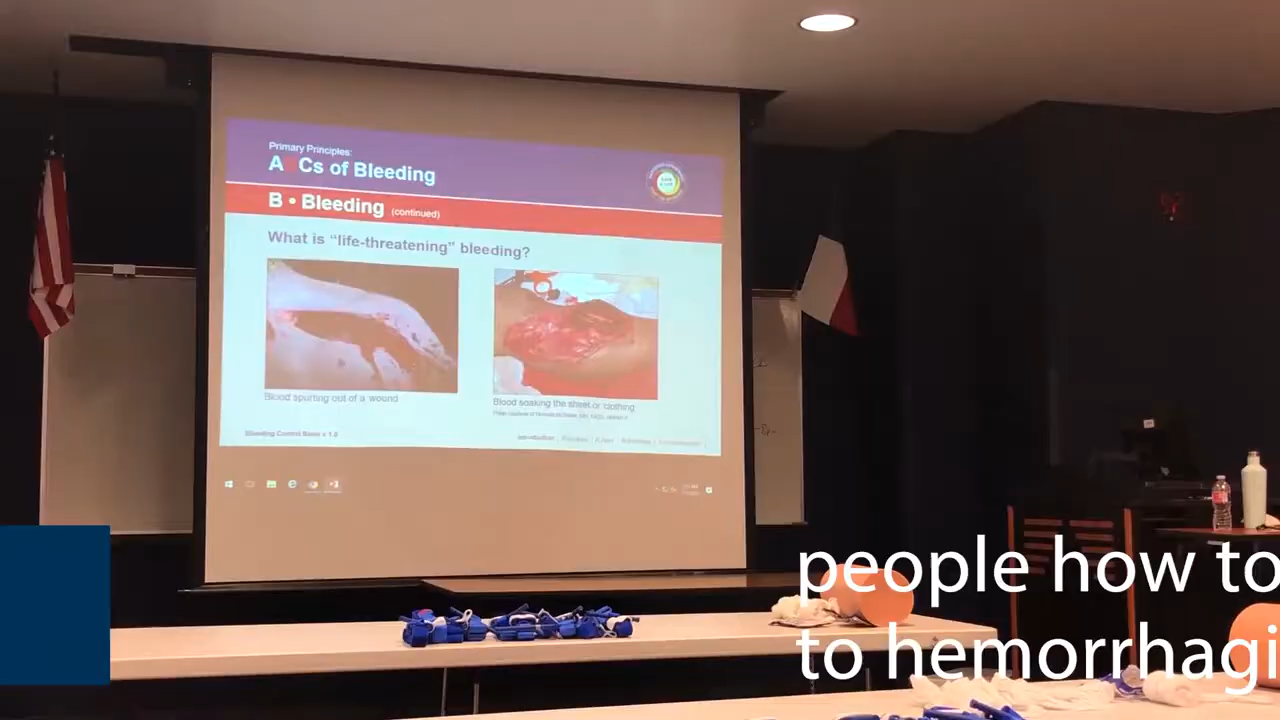 Primary Principles:
ABCs of Bleeding
B • Bleeding (continued)
What is “life-threatening” bleeding?
Blood spurting out of a wound
Blood soaking the sheet or clothing
Bleeding Control Basic v 1.0
people how to
to hemorrhagi